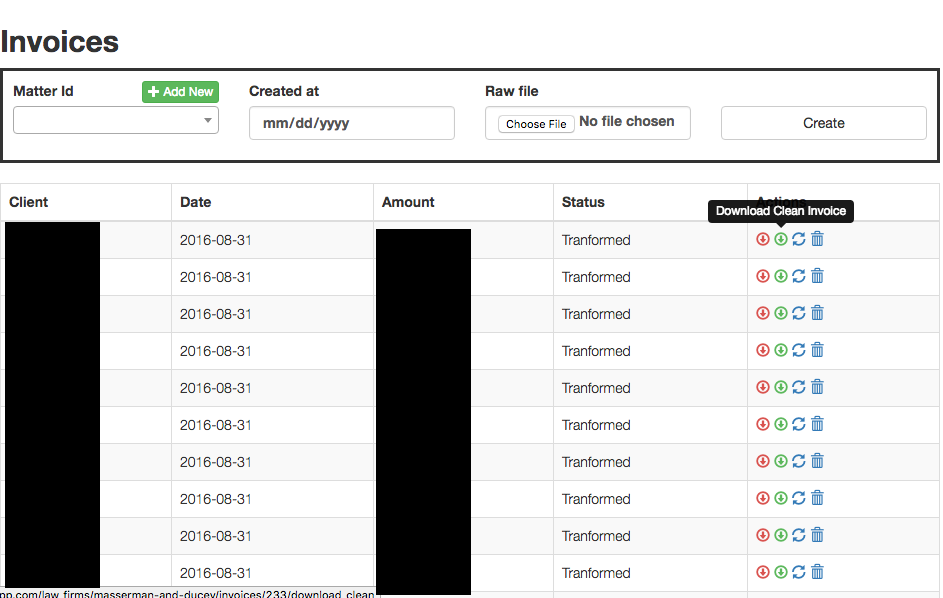 Invoices
Matter Id
Add New
Created at
Raw file
mm/dd/yyyy
Choose File No file chosen
Create
Client Date Amount Status Actions
Download Clean Invoice
2016-08-31 Tranformed
2016-08-31 Tranformed
2016-08-31 Tranformed
2016-08-31 Tranformed
2016-08-31 Tranformed
2016-08-31 Tranformed
2016-08-31 Tranformed
2016-08-31 Tranformed
2016-08-31 Tranformed
2016-08-31 Tranformed
pp.com/law_firms/masserman-and-ducey/invoices/233/download_clean